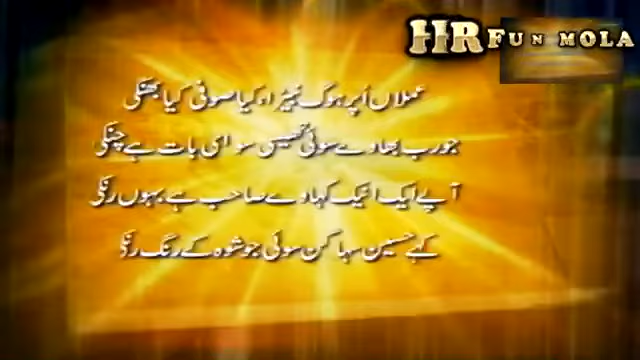 HR FUN MOLA
عملاں اُپر ہوگ نبیڑا، کیا صوفی کیا بھنگی
جو رب بھاوے سوئی تھیسی سو ای بات ہے چنگی
آپے ایک انیک کہاوے صاحب ہے بہوں رنگی
کہے حسین سہاگن سوئی جو شوہ کے رنگ رنگی